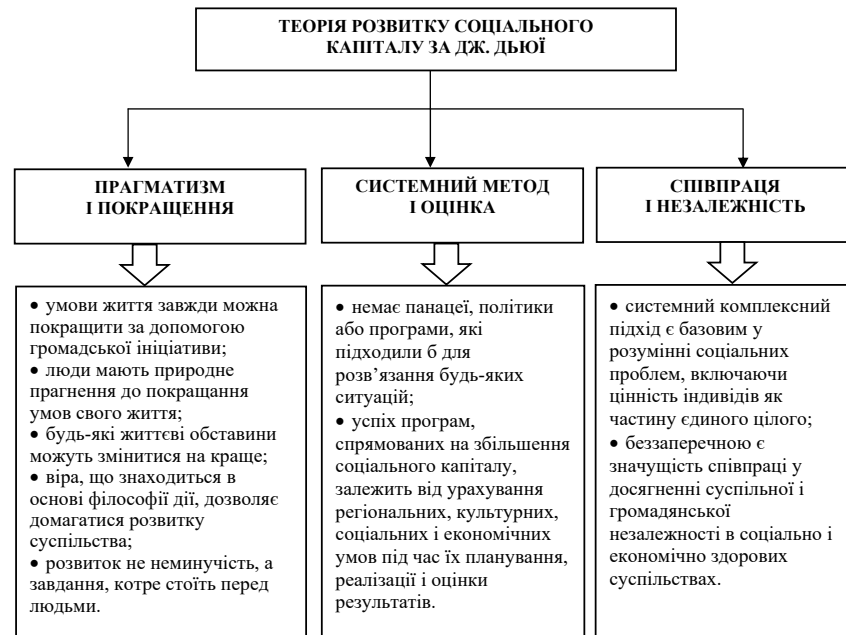 ТЕОРІЯ РОЗВИТКУ СОЦІАЛЬНОГО
КАПІТАЛУ ЗА ДЖ. ДЬЮЇ
ПРАГМАТИЗМ
І ПОКРАЩЕННЯ
• умови життя завжди можна
покращити за допомогою
громадської ініціативи;
• люди мають природне
прагнення до покращання
умов свого життя;
• будь-які життєві обставини
можуть змінитися на краще;
• віра, що знаходиться в
основі філософії дії, дозволяє
домагатися розвитку
суспільства;
• розвиток не неминучість, а
завдання, котре стоїть перед
людьми.
СИСТЕМНИЙ МЕТОД
І ОЦІНКА
• немає панацеї, політики
або програми, які
підходили б для
розв’язання будь-яких
ситуацій;
• успіх програм,
спрямованих на збільшення
соціального капіталу,
залежить від урахування
регіональних, культурних,
соціальних і економічних
умов під час їх планування,
реалізації і оцінки
результатів.
СПІВПРАЦЯ
І НЕЗАЛЕЖНІСТЬ
• системний комплексний
підхід є базовим у
розумінні соціальних
проблем, включаючи
цінність індивідів як
частину єдиного цілого;
• беззаперечною є
значущість співпраці у
досягненні суспільної і
громадянської
незалежності в соціально і
економічно здорових
суспільствах.